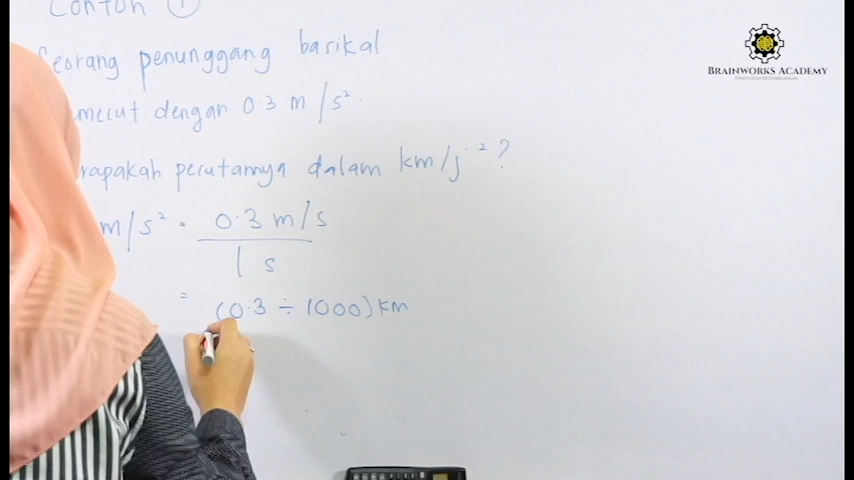 Contoh ①
Seorang penunggang basikal
mecut dengan 0.3 m/s²
rapakah pecutannya dalam km/j⁻²?
m/s² = 0.3 m/s
1 s
= (0.3 ÷ 1000) km
BRAINWORKS ACADEMY